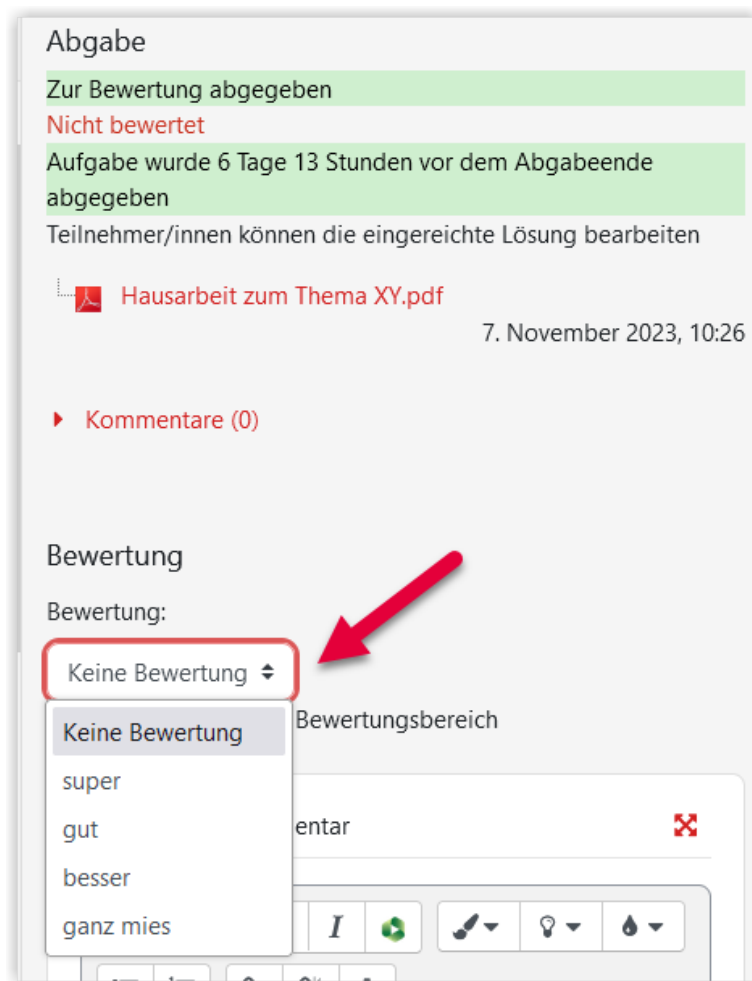 Abgabe
Zur Bewertung abgegeben
Nicht bewertet
Aufgabe wurde 6 Tage 13 Stunden vor dem Abgabeende
abgegeben
Teilnehmer/innen können die eingereichte Lösung bearbeiten
Hausarbeit zum Thema XY.pdf
7. November 2023, 10:26
Kommentare (0)
Bewertung
Bewertung:
Keine Bewertung
Keine Bewertung
Bewertungsbereich
super
gut
entar
besser
ganz mies
I